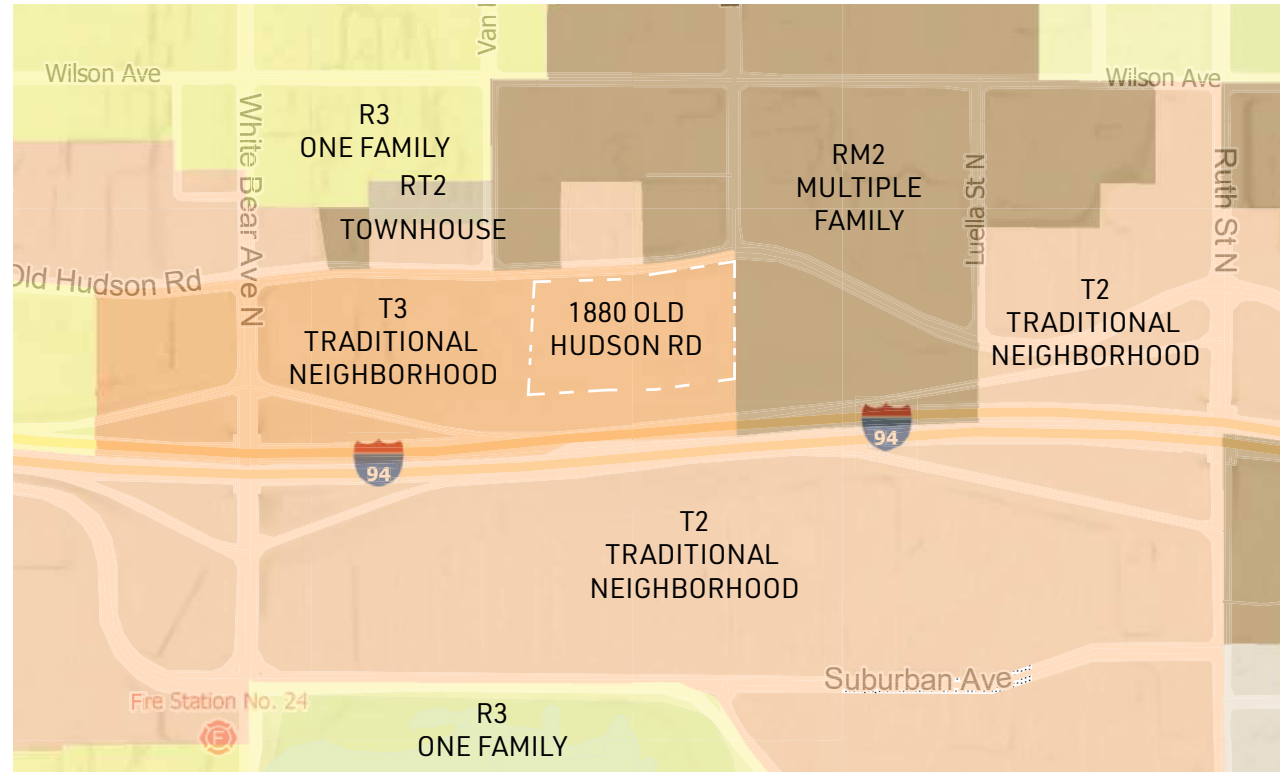 Wilson Ave
Van
Wilson Ave
White Bear Ave N
R3
ONE FAMILY
RT2
TOWNHOUSE
RM2
MULTIPLE
FAMILY
Luella St N
Ruth St N
Old Hudson Rd
T3
TRADITIONAL
NEIGHBORHOOD
1880 OLD
HUDSON RD
T2
TRADITIONAL
NEIGHBORHOOD
94
94
T2
TRADITIONAL
NEIGHBORHOOD
Suburban Ave
Fire Station No. 24
F
R3
ONE FAMILY